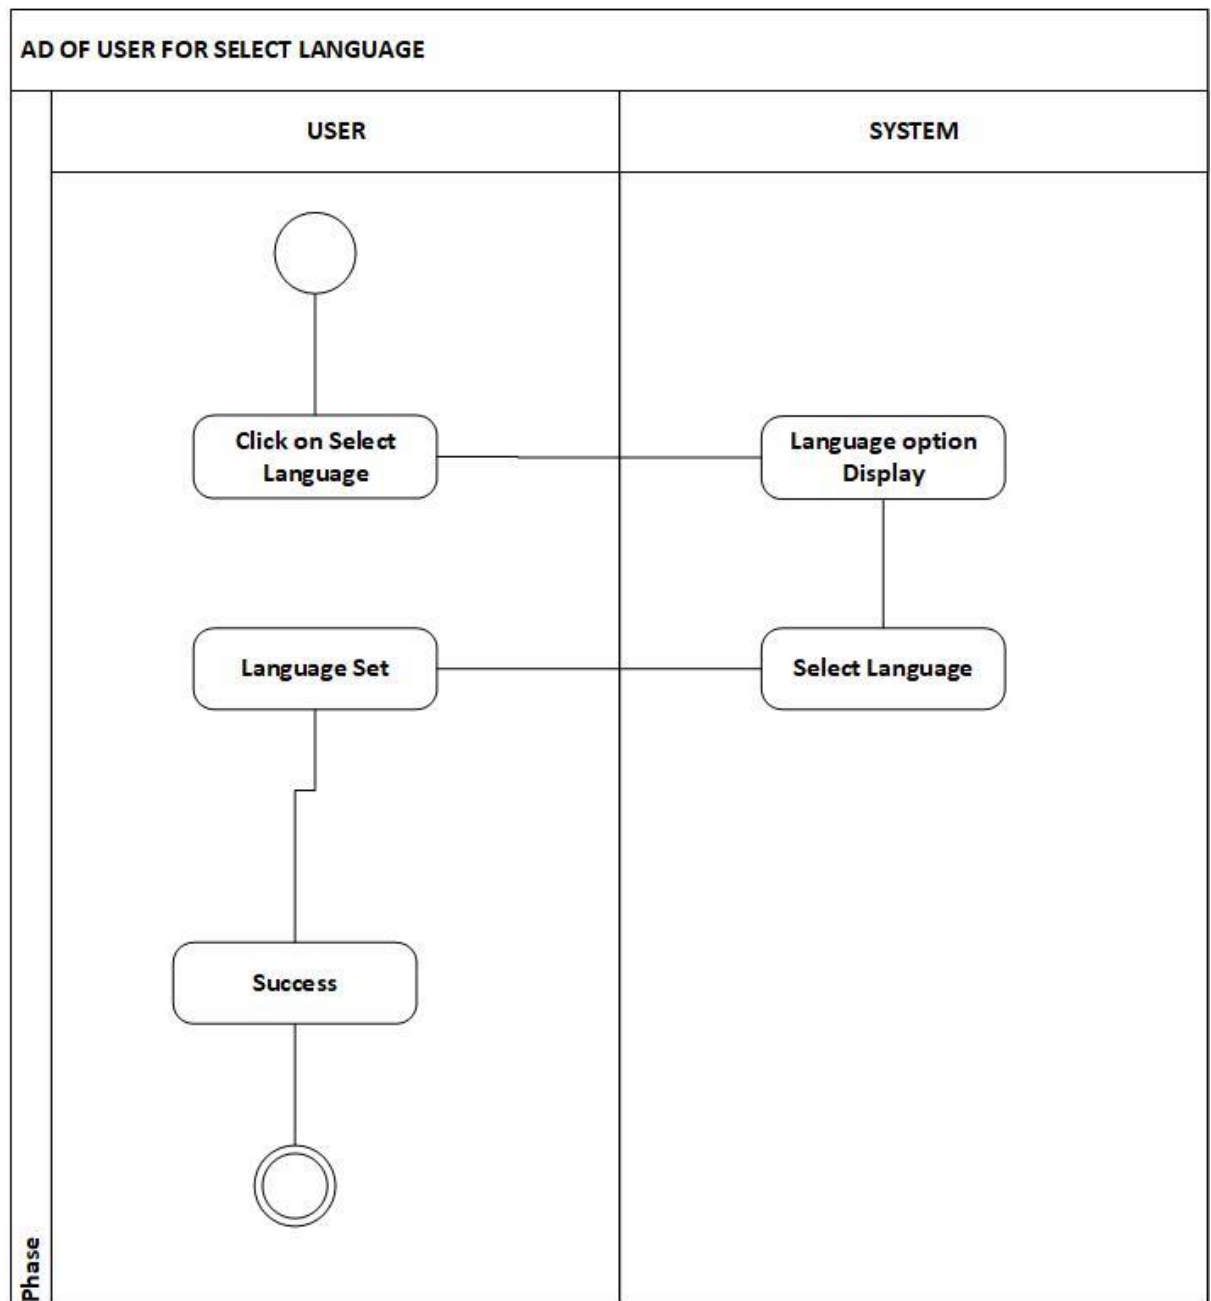 AD OF USER FOR SELECT LANGUAGE
USER
SYSTEM
Click on Select
Language
Language option
Display
Language Set
Select Language
Success
Phase